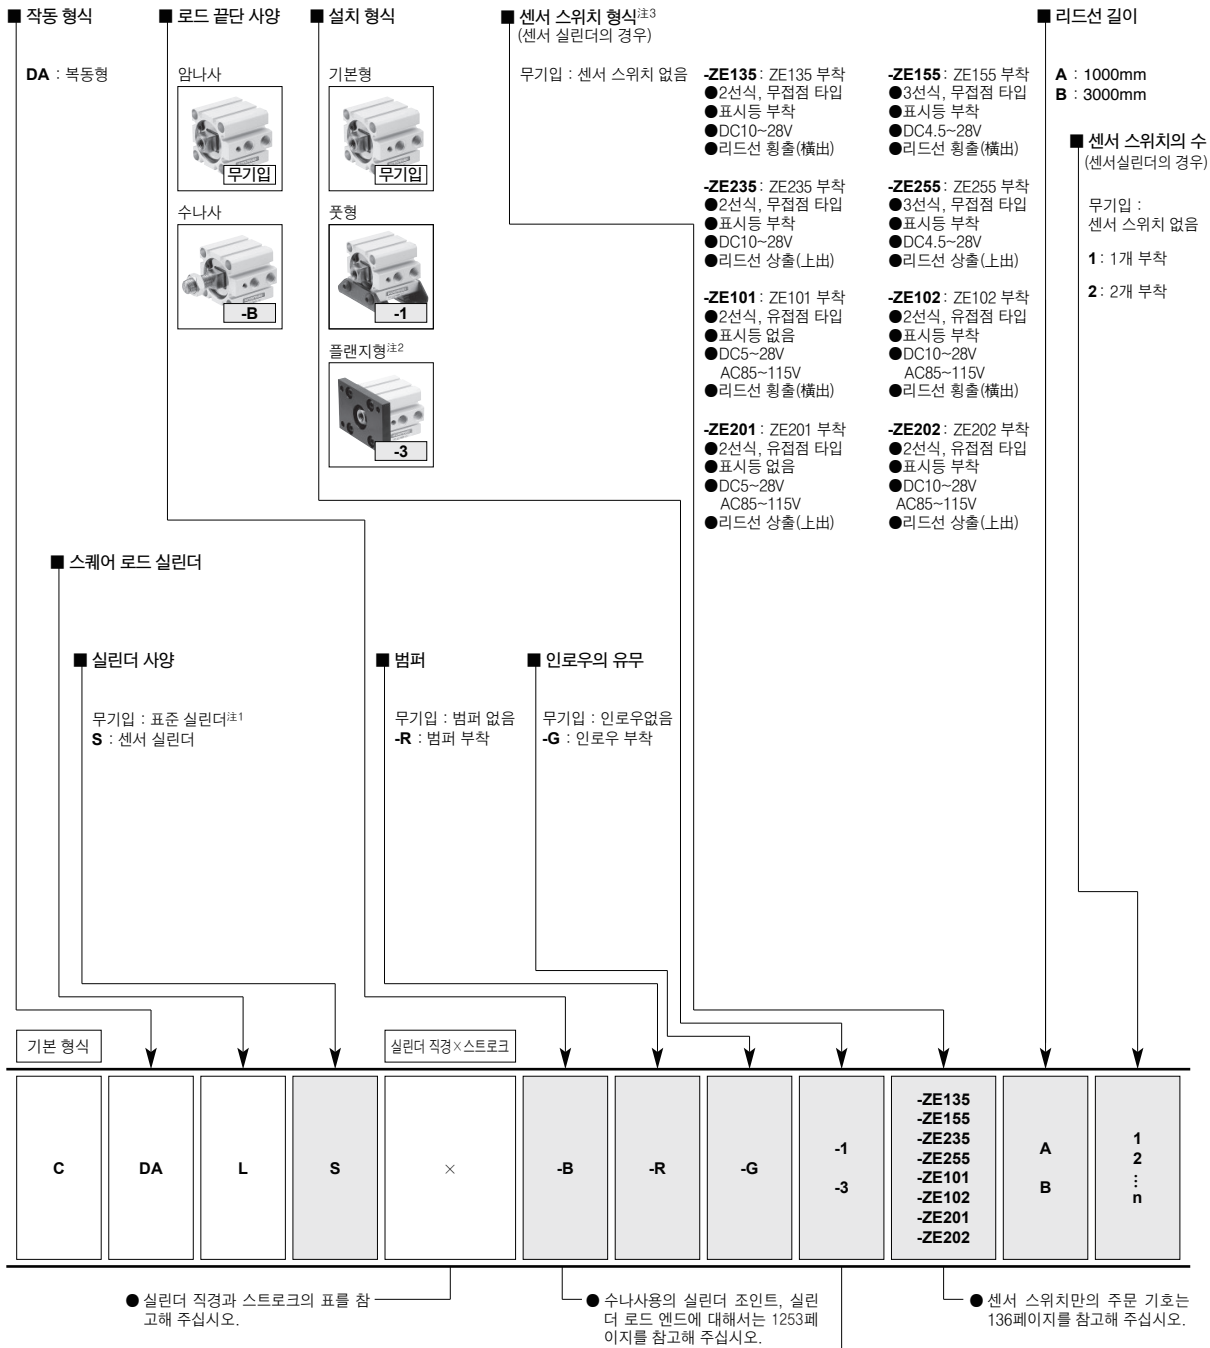 ■ 작동 형식
DA : 복동형
■ 로드 끝단 사양
암나사
무기입
수나사
-B
■ 설치 형식
기본형
무기입
풋형
-1
플랜지형注2
-3
■ 센서 스위치 형식注3
(센서 실린더의 경우)
무기입 : 센서 스위치 없음
-ZE135 : ZE135 부착
●2선식, 무접점 타입
●표시등 부착
●DC10~28V
●리드선 횡출(橫出)
-ZE235 : ZE235 부착
●2선식, 무접점 타입
●표시등 부착
●DC10~28V
●리드선 상출(上出)
-ZE101 : ZE101 부착
●2선식, 유접점 타입
●표시등 없음
●DC5~28V
AC85~115V
●리드선 횡출(橫出)
-ZE201 : ZE201 부착
●2선식, 유접점 타입
●표시등 없음
●DC5~28V
AC85~115V
●리드선 상출(上出)
-ZE155 : ZE155 부착
●3선식, 무접점 타입
●표시등 부착
●DC4.5~28V
●리드선 횡출(橫出)
-ZE255 : ZE255 부착
●3선식, 무접점 타입
●표시등 부착
●DC4.5~28V
●리드선 상출(上出)
-ZE102 : ZE102 부착
●2선식, 유접점 타입
●표시등 부착
●DC10~28V
AC85~115V
●리드선 횡출(橫出)
-ZE202 : ZE202 부착
●2선식, 유접점 타입
●표시등 부착
●DC10~28V
AC85~115V
●리드선 상출(上出)
■ 리드선 길이
A : 1000mm
B : 3000mm
■ 센서 스위치의 수
(센서실린더의 경우)
무기입 :
센서 스위치 없음
1 : 1개 부착
2 : 2개 부착
■ 스퀘어 로드 실린더
■ 실린더 사양
무기입 : 표준 실린더注1
S : 센서 실린더
■ 범퍼
무기입 : 범퍼 없음
-R : 범퍼 부착
■ 인로우의 유무
무기입 : 인로우없음
-G : 인로우 부착
기본 형식
실린더 직경×스트로크
C
DA
L
S
×
-B
-R
-G
-1
-3
-ZE135
-ZE155
-ZE235
-ZE255
-ZE101
-ZE102
-ZE201
-ZE202
A
B
1
2
⋮
n
● 실린더 직경과 스트로크의 표를 참
고해 주십시오.
● 수나사용의 실린더 조인트, 실린
더 로드 엔드에 대해서는 1253페
이지를 참고해 주십시오.
● 센서 스위치만의 주문 기호는
136페이지를 참고해 주십시오.